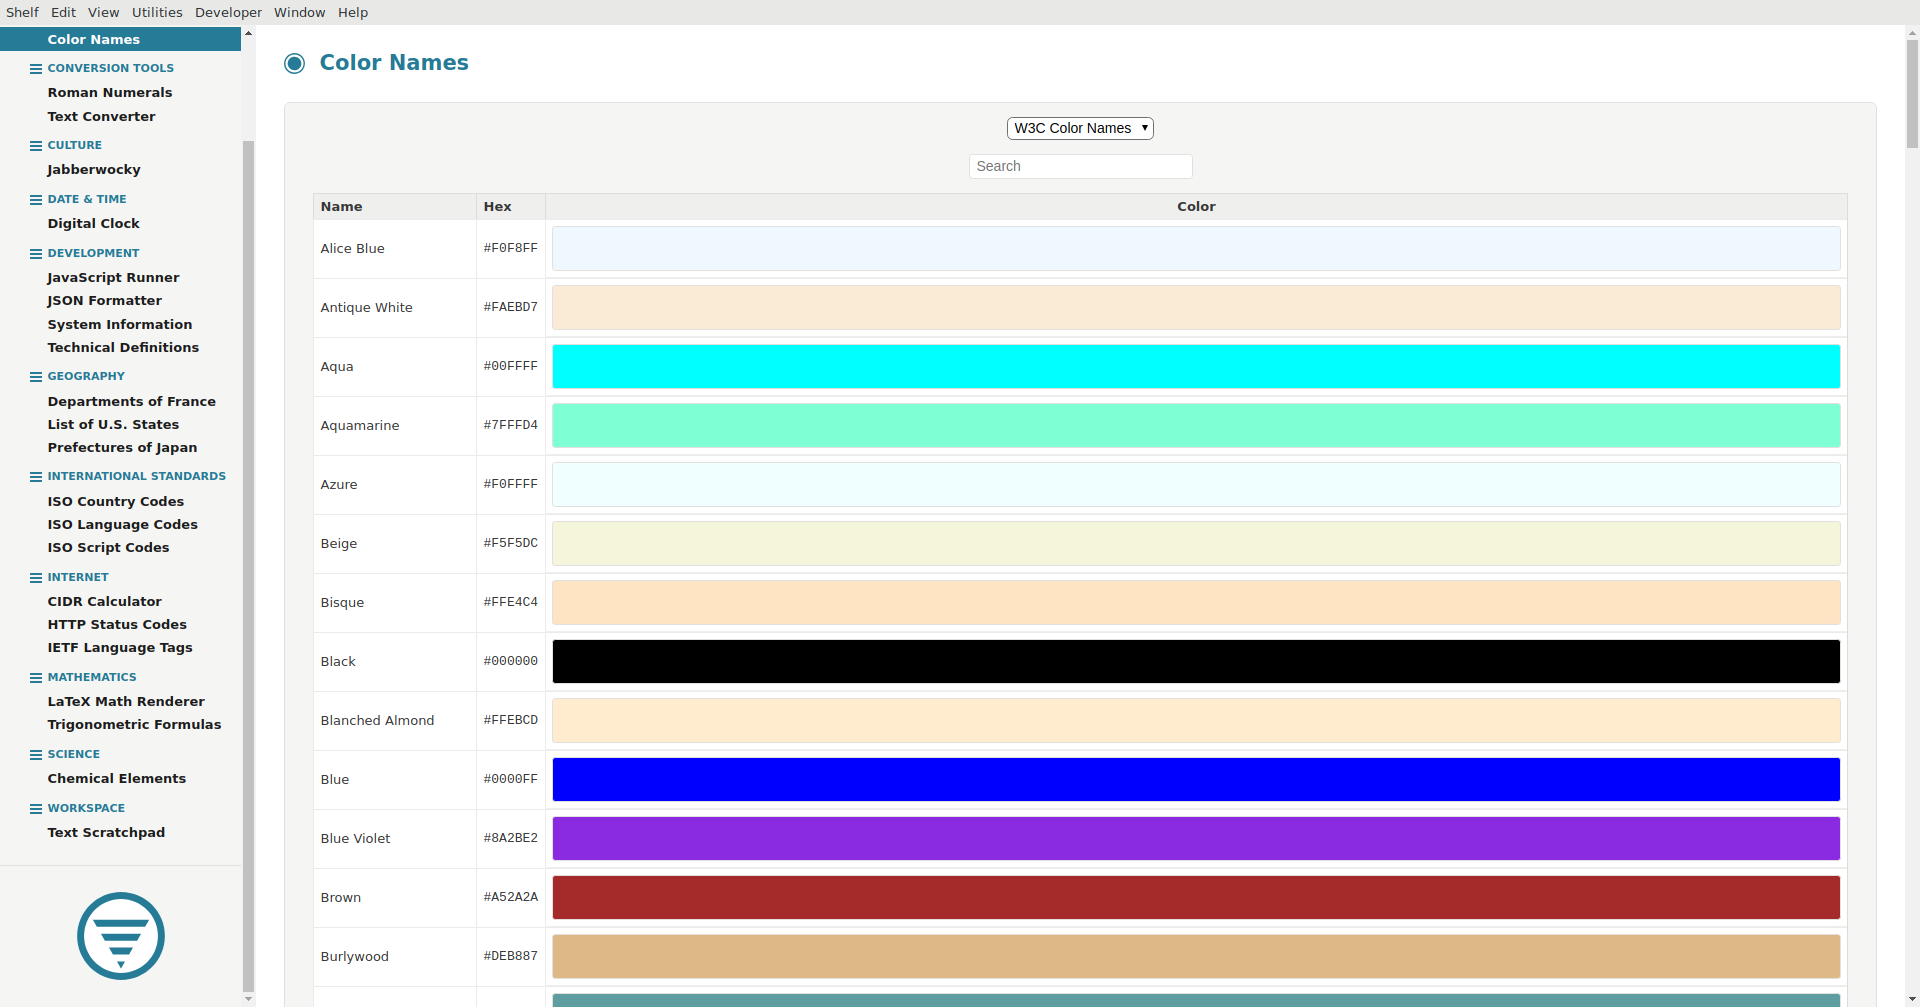 Shelf Edit View Utilities Developer Window Help
Color Names
CONVERSION TOOLS
Roman Numerals
Text Converter
CULTURE
Jabberwocky
DATE & TIME
Digital Clock
DEVELOPMENT
JavaScript Runner
JSON Formatter
System Information
Technical Definitions
GEOGRAPHY
Departments of France
List of U.S. States
Prefectures of Japan
INTERNATIONAL STANDARDS
ISO Country Codes
ISO Language Codes
ISO Script Codes
INTERNET
CIDR Calculator
HTTP Status Codes
IETF Language Tags
MATHEMATICS
LaTeX Math Renderer
Trigonometric Formulas
SCIENCE
Chemical Elements
WORKSPACE
Text Scratchpad
Color Names
W3C Color Names
Search
Name Hex Color
Alice Blue #F0F8FF
Antique White #FAEBD7
Aqua #00FFFF
Aquamarine #7FFFD4
Azure #F0FFFF
Beige #F5F5DC
Bisque #FFE4C4
Black #000000
Blanched Almond #FFEBCD
Blue #0000FF
Blue Violet #8A2BE2
Brown #A52A2A
Burlywood #DEB887